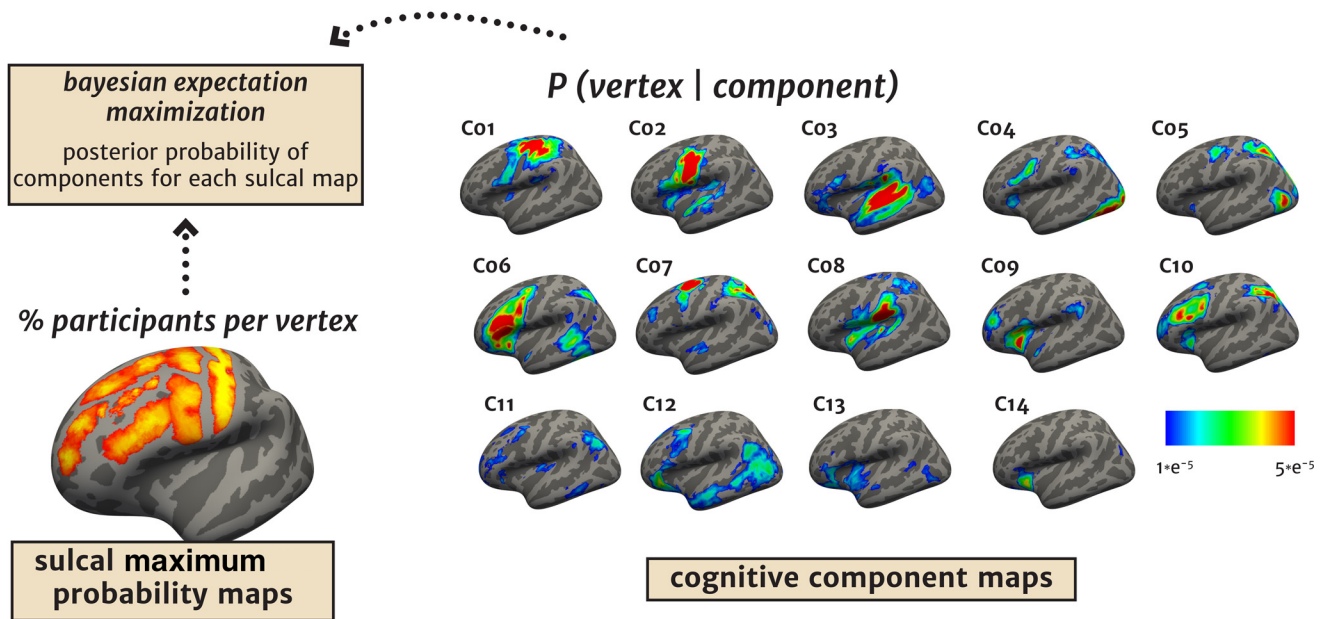 bayesian expectation
maximization
posterior probability of
components for each sulcal map
% participants per vertex
sulcal maximum
probability maps
P (vertex | component)
C01 C02 C03 C04 C05
C06 C07 C08 C09 C10
C11 C12 C13 C14
1*e⁻⁵ 5*e⁻⁵
cognitive component maps